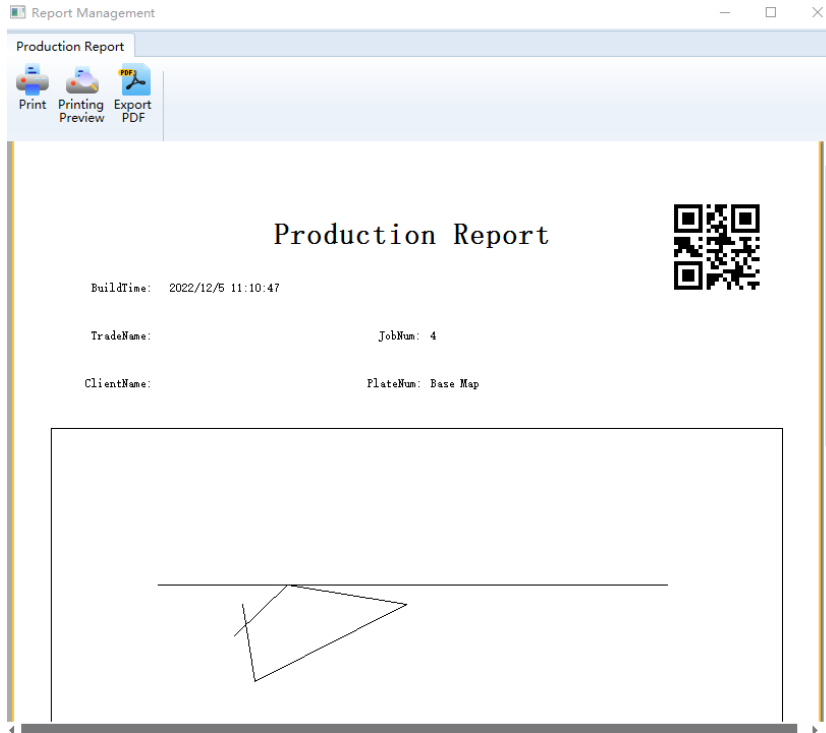 Report Management
Production Report
PDF
Print Printing Preview Export PDF
Production Report
BuildTime: 2022/12/5 11:10:47
TradeName: JobNum: 4
ClientName: PlateNum: Base Map